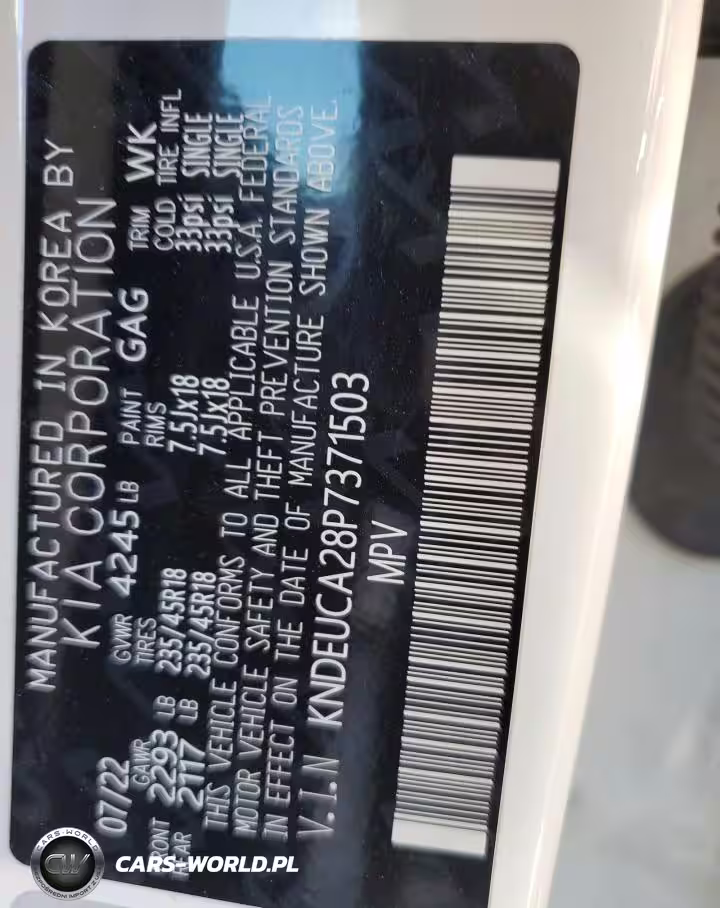 MANUFACTURED IN KOREA BY
KIA CORPORATION
07/22 GVWR 4245 LB PAINT GAG TRIM WK
GAWR TIRES RIMS COLD TIRE INFL
FRONT 2293 LB 235/45R18 7.5Jx18 33psi SINGLE
REAR 2117 LB 235/45R18 7.5Jx18 33psi SINGLE
THIS VEHICLE CONFORMS TO ALL APPLICABLE U.S.A. FEDERAL
MOTOR VEHICLE SAFETY AND THEFT PREVENTION STANDARDS
IN EFFECT ON THE DATE OF MANUFACTURE SHOWN ABOVE.
V.I.N KNDEUCA28P7371503
MPV
CARS-WORLD
CW
CARS-WORLD.PL